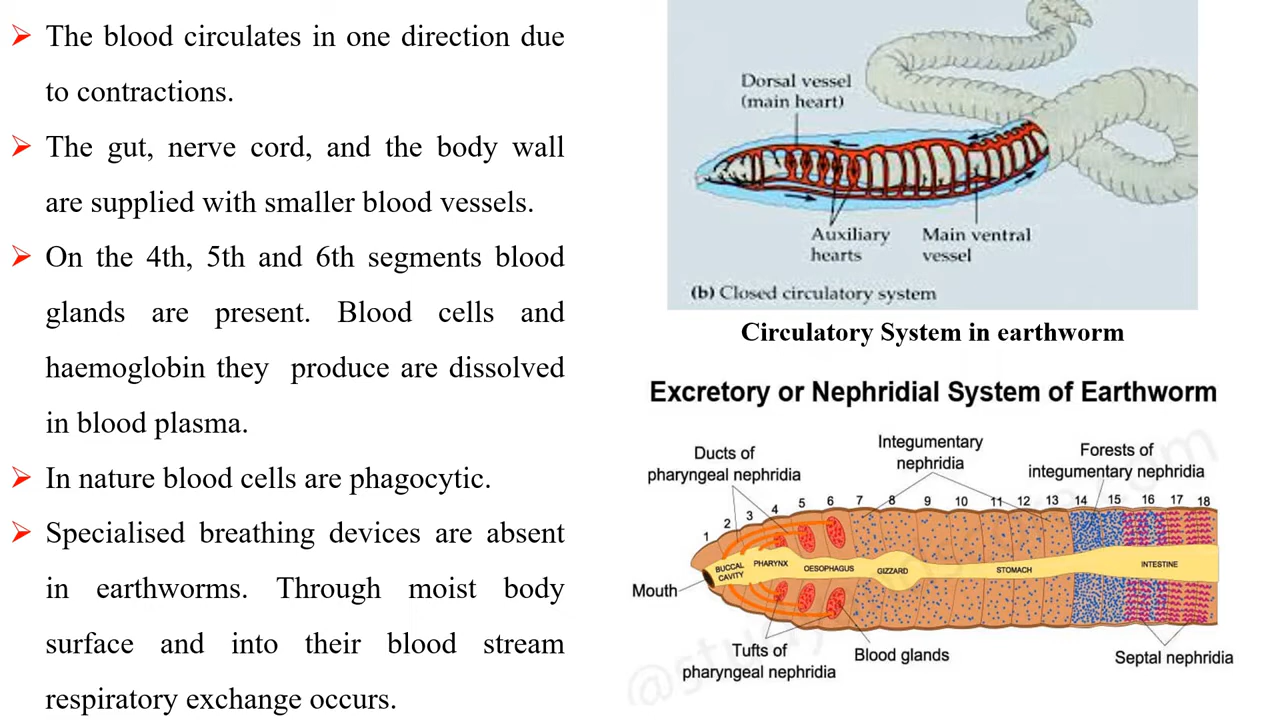 ➢ The blood circulates in one direction due
to contractions.
➢ The gut, nerve cord, and the body wall
are supplied with smaller blood vessels.
➢ On the 4th, 5th and 6th segments blood
glands are present. Blood cells and
haemoglobin they produce are dissolved
in blood plasma.
➢ In nature blood cells are phagocytic.
➢ Specialised breathing devices are absent
in earthworms. Through moist body
surface and into their blood stream
respiratory exchange occurs.
Dorsal vessel
(main heart)
Auxiliary
hearts
Main ventral
vessel
(b) Closed circulatory system
Circulatory System in earthworm
Excretory or Nephridial System of Earthworm
Ducts of
pharyngeal nephridia
Integumentary
nephridia
Forests of
integumentary nephridia
1 2 3 4 5 6 7 8 9 10 11 12 13 14 15 16 17 18
Mouth
BUCCAL
CAVITY
PHARYNX
OESOPHAGUS
GIZZARD
STOMACH
INTESTINE
Tufts of
pharyngeal nephridia
Blood glands
Septal nephridia